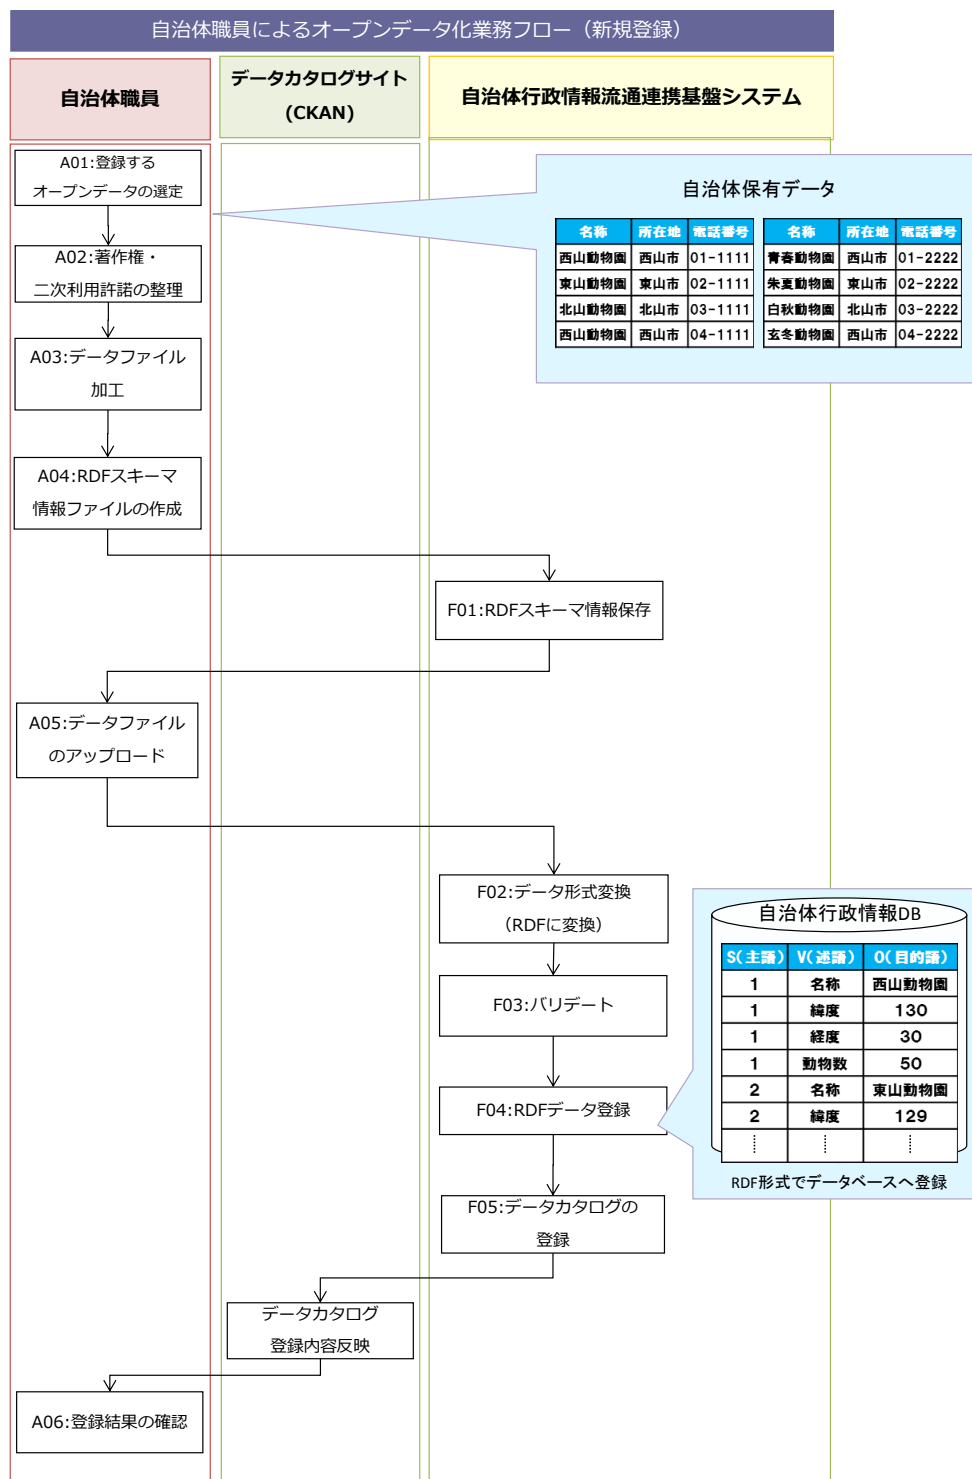 自治体職員によるオープンデータ化業務フロー（新規登録）
自治体職員
データカタログサイト
(CKAN)
自治体行政情報流通連携基盤システム
A01:登録する
オープンデータの選定
自治体保有データ
名称 所在地 電話番号
西山動物園 西山市 01-1111
東山動物園 東山市 02-1111
北山動物園 北山市 03-1111
西山動物園 西山市 04-1111
名称 所在地 電話番号
青春動物園 西山市 01-2222
朱夏動物園 東山市 02-2222
白秋動物園 北山市 03-2222
玄冬動物園 西山市 04-2222
A02:著作権・
二次利用許諾の整理
A03:データファイル
加工
A04:RDFスキーマ
情報ファイルの作成
F01:RDFスキーマ情報保存
A05:データファイル
のアップロード
F02:データ形式変換
（RDFに変換）
F03:バリデート
F04:RDFデータ登録
自治体行政情報DB
S(主語) V(述語) O(目的語)
1 名称 西山動物園
1 緯度 130
1 経度 30
1 動物数 50
2 名称 東山動物園
2 緯度 129
⋮ ⋮ ⋮
RDF形式でデータベースへ登録
F05:データカタログの
登録
データカタログ
登録内容反映
A06:登録結果の確認